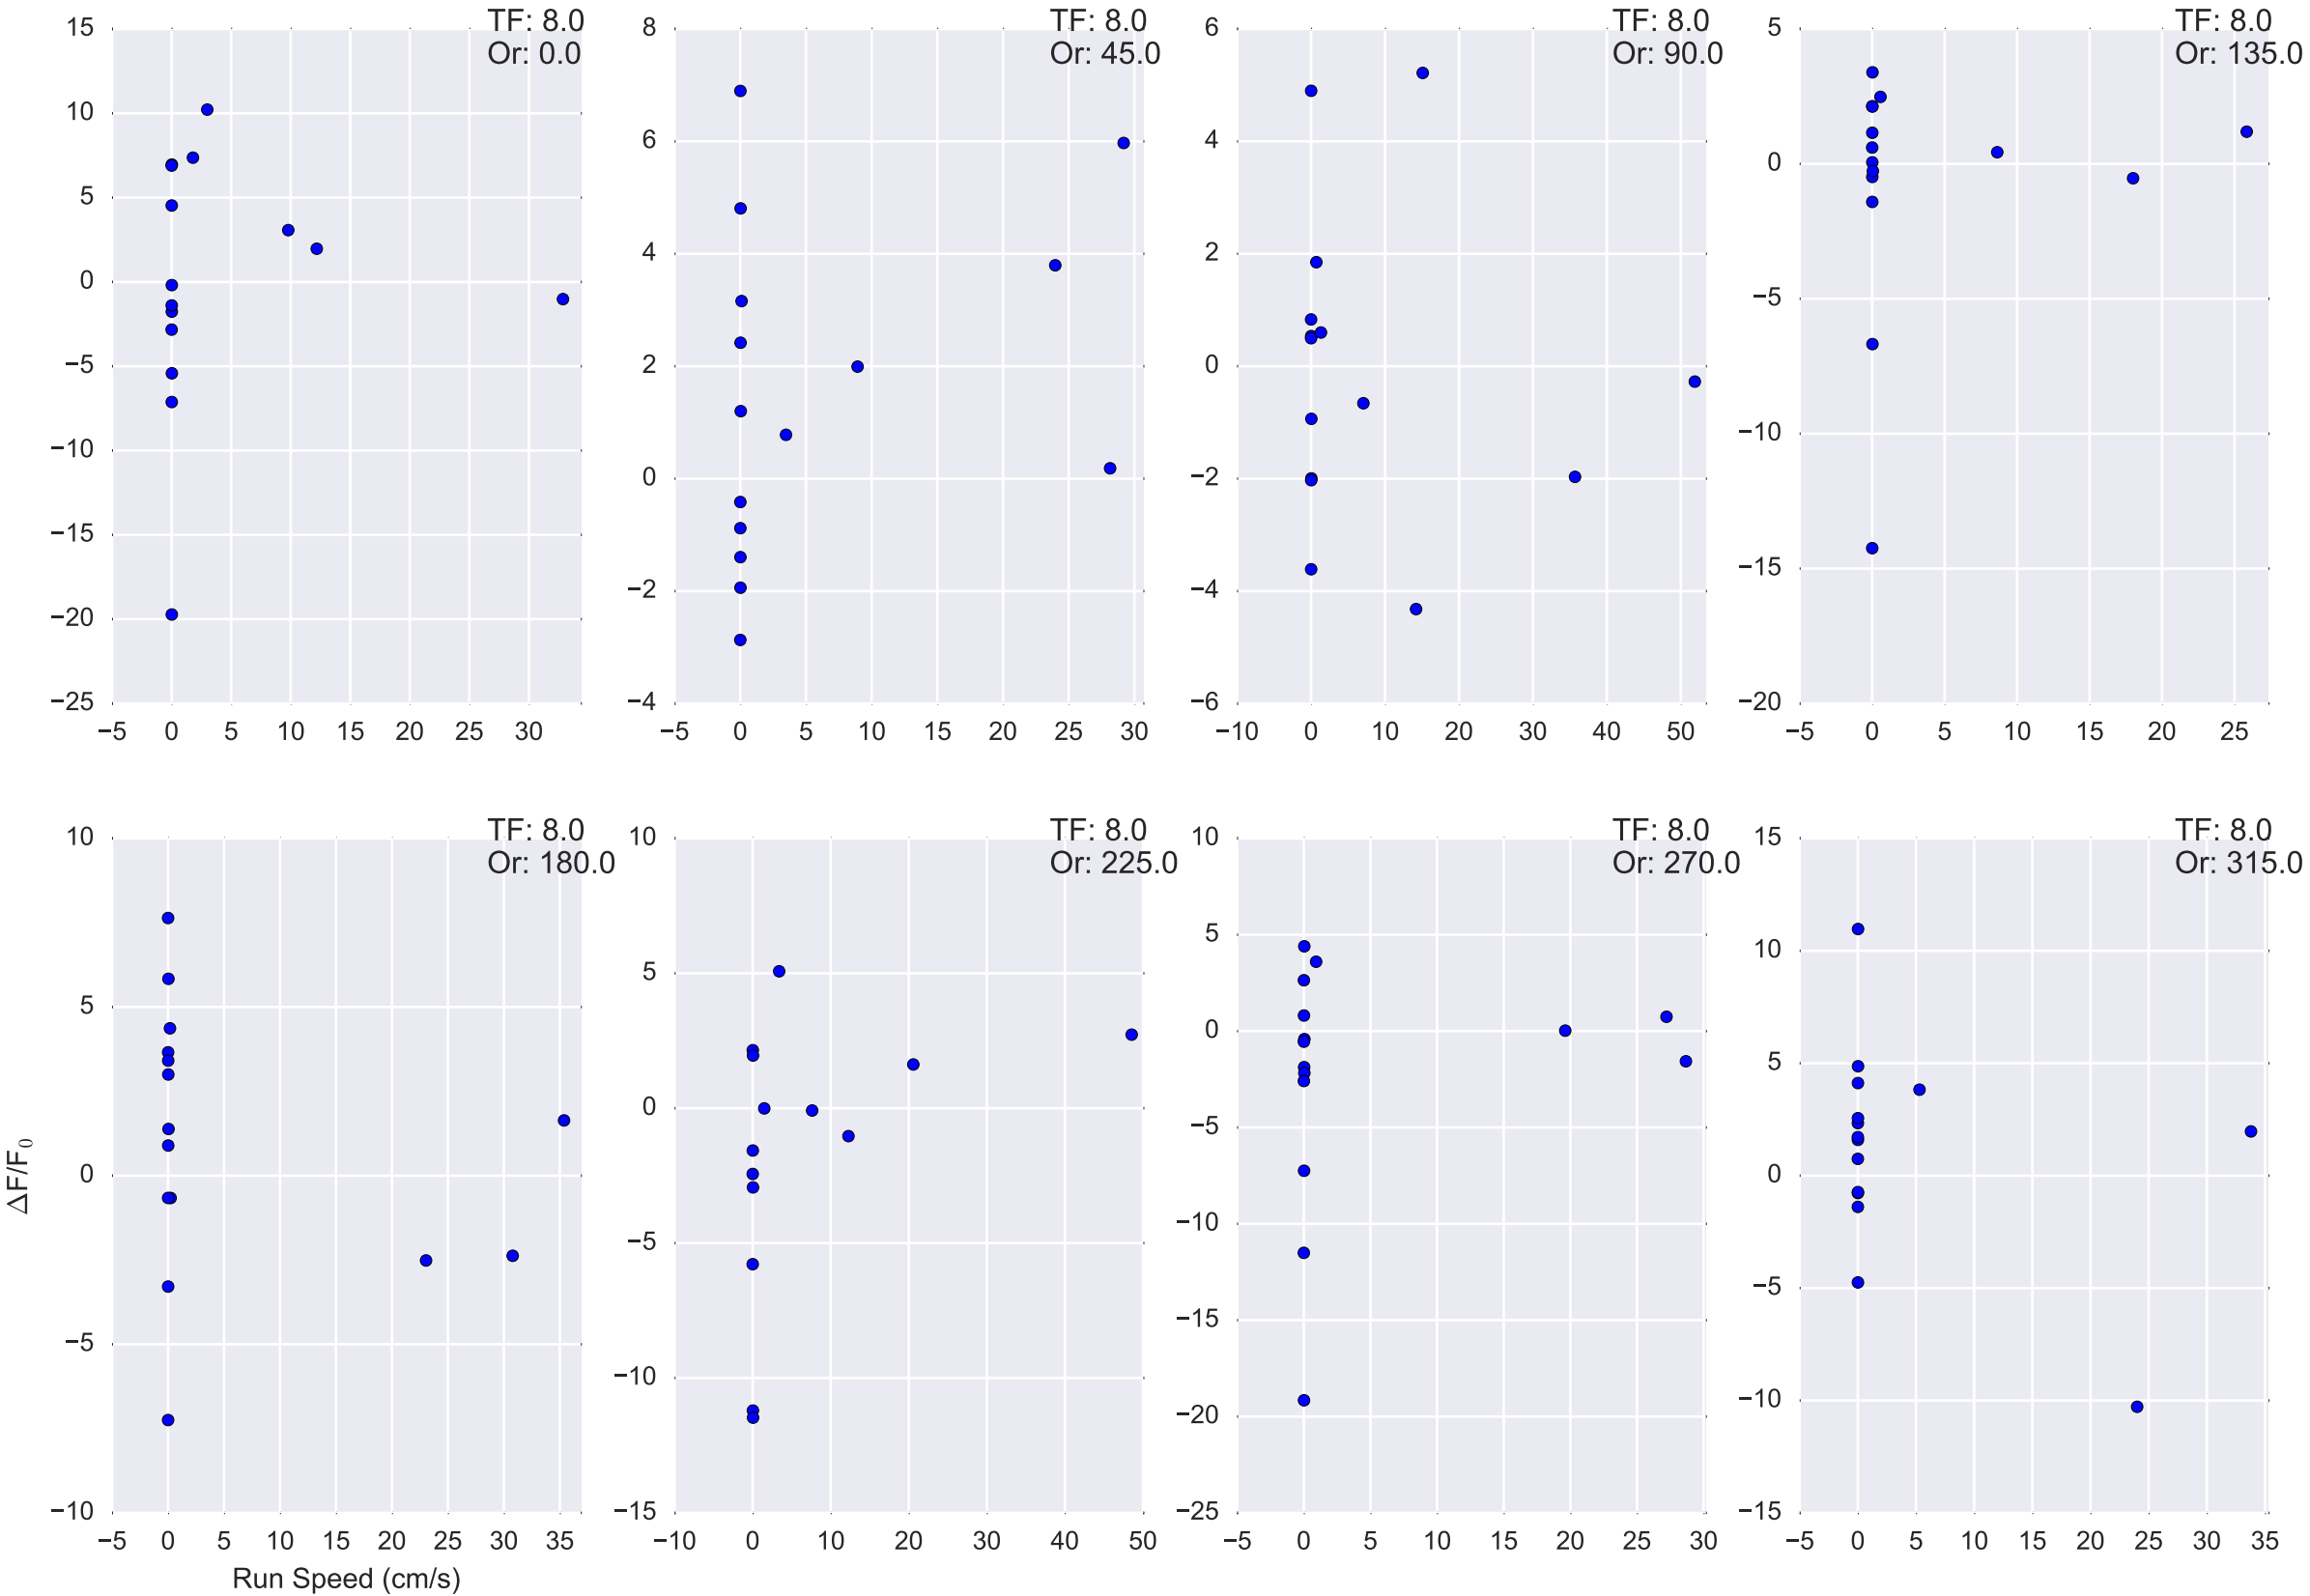 TF: 8.0
Or: 0.0
15
10
5
0
−5
−10
−15
−20
−25
−5 0 5 10 15 20 25 30
TF: 8.0
Or: 45.0
8
6
4
2
0
−2
−4
−5 0 5 10 15 20 25 30
TF: 8.0
Or: 90.0
6
4
2
0
−2
−4
−6
−10 0 10 20 30 40 50
TF: 8.0
Or: 135.0
5
0
−5
−10
−15
−20
−5 0 5 10 15 20 25
TF: 8.0
Or: 180.0
10
5
0
−5
−10
−5 0 5 10 15 20 25 30 35
ΔF/F₀
Run Speed (cm/s)
TF: 8.0
Or: 225.0
10
5
0
−5
−10
−15
−10 0 10 20 30 40 50
TF: 8.0
Or: 270.0
10
5
0
−5
−10
−15
−20
−25
−5 0 5 10 15 20 25 30
TF: 8.0
Or: 315.0
15
10
5
0
−5
−10
−15
−5 0 5 10 15 20 25 30 35